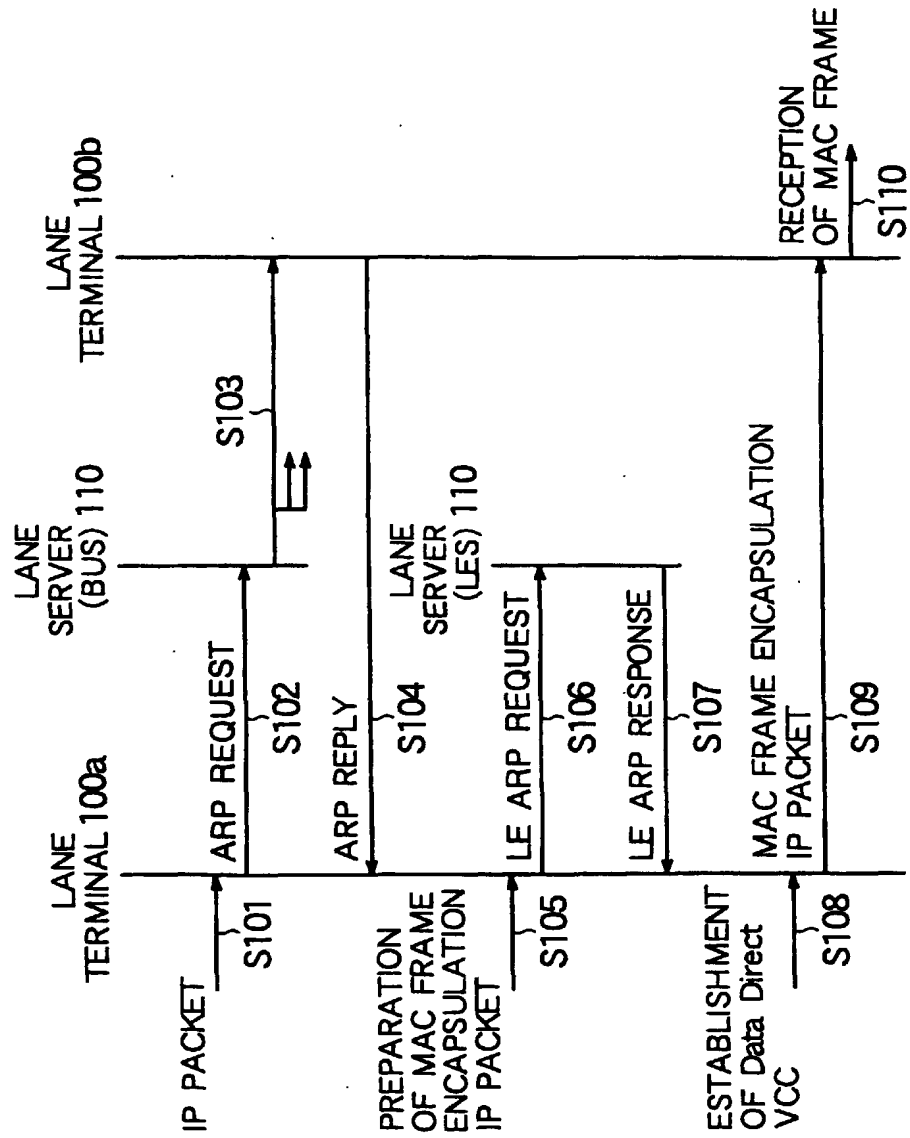 LANE
TERMINAL 100a
LANE
SERVER
(BUS) 110
LANE
TERMINAL 100b
IP PACKET
S101
ARP REQUEST
S102
S103
ARP REPLY
S104
PREPARATION
OF MAC FRAME
ENCAPSULATION
IP PACKET
S105
LANE
SERVER
(LES) 110
LE ARP REQUEST
S106
LE ARP RESPONSE
S107
ESTABLISHMENT
OF Data Direct
VCC
S108
MAC FRAME ENCAPSULATION
IP PACKET
S109
RECEPTION
OF MAC FRAME
S110